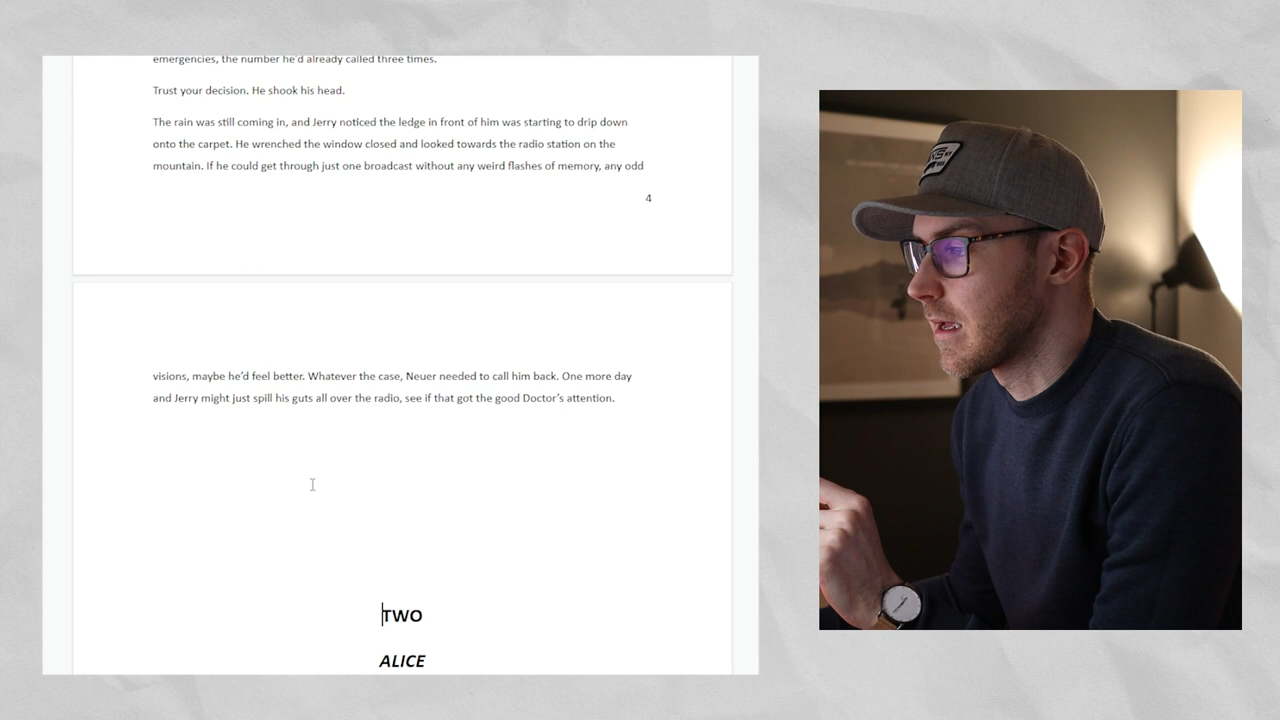 emergencies, the number he'd already called three times.
Trust your decision. He shook his head.
The rain was still coming in, and Jerry noticed the ledge in front of him was starting to drip down
onto the carpet. He wrenched the window closed and looked towards the radio station on the
mountain. If he could get through just one broadcast without any weird flashes of memory, any odd
4
visions, maybe he'd feel better. Whatever the case, Neuer needed to call him back. One more day
and Jerry might just spill his guts all over the radio, see if that got the good Doctor's attention.
TWO
ALICE